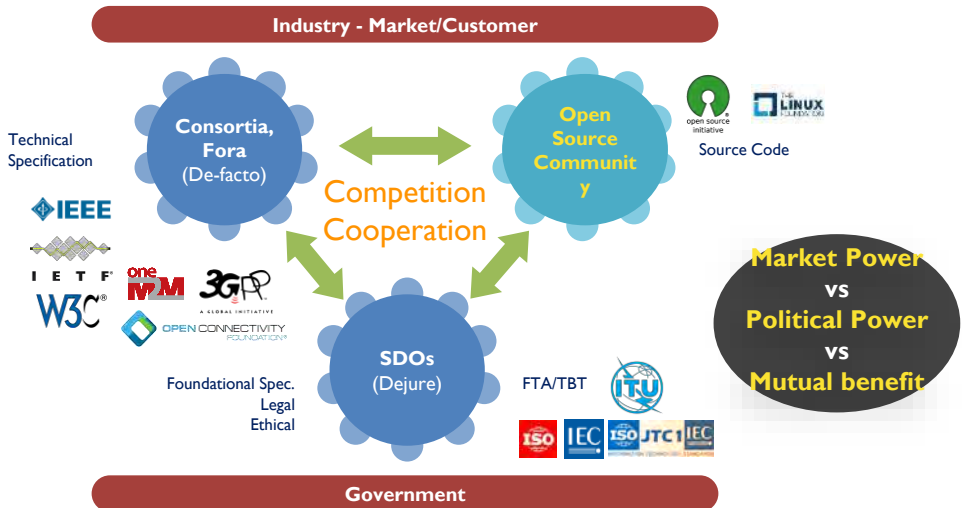 Industry - Market/Customer
Consortia,
Fora
(De-facto)
Open
Source
Communit
y
open source
initiative
THE
LINUX
FOUNDATION
Source Code
Technical
Specification
Competition
Cooperation
IEEE
I E T F®
W3C®
one
M2M
3GPP
A GLOBAL INITIATIVE
OPEN CONNECTIVITY
FOUNDATION®
Market Power
vs
Political Power
vs
Mutual benefit
SDOs
(Dejure)
Foundational Spec.
Legal
Ethical
FTA/TBT
ITU
ISO
IEC
ISO JTC1 IEC
Government